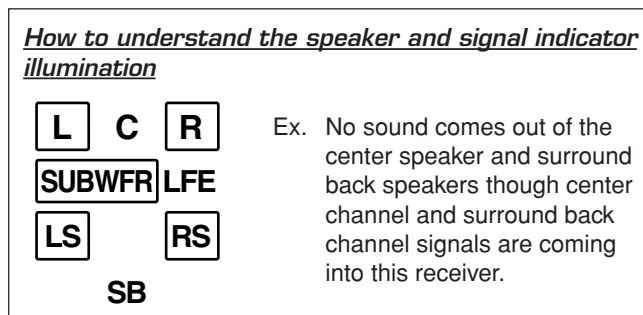 How to understand the speaker and signal indicator
illumination
L C R
SUBWFR LFE
LS RS
SB
Ex. No sound comes out of the
center speaker and surround
back speakers though center
channel and surround back
channel signals are coming
into this receiver.